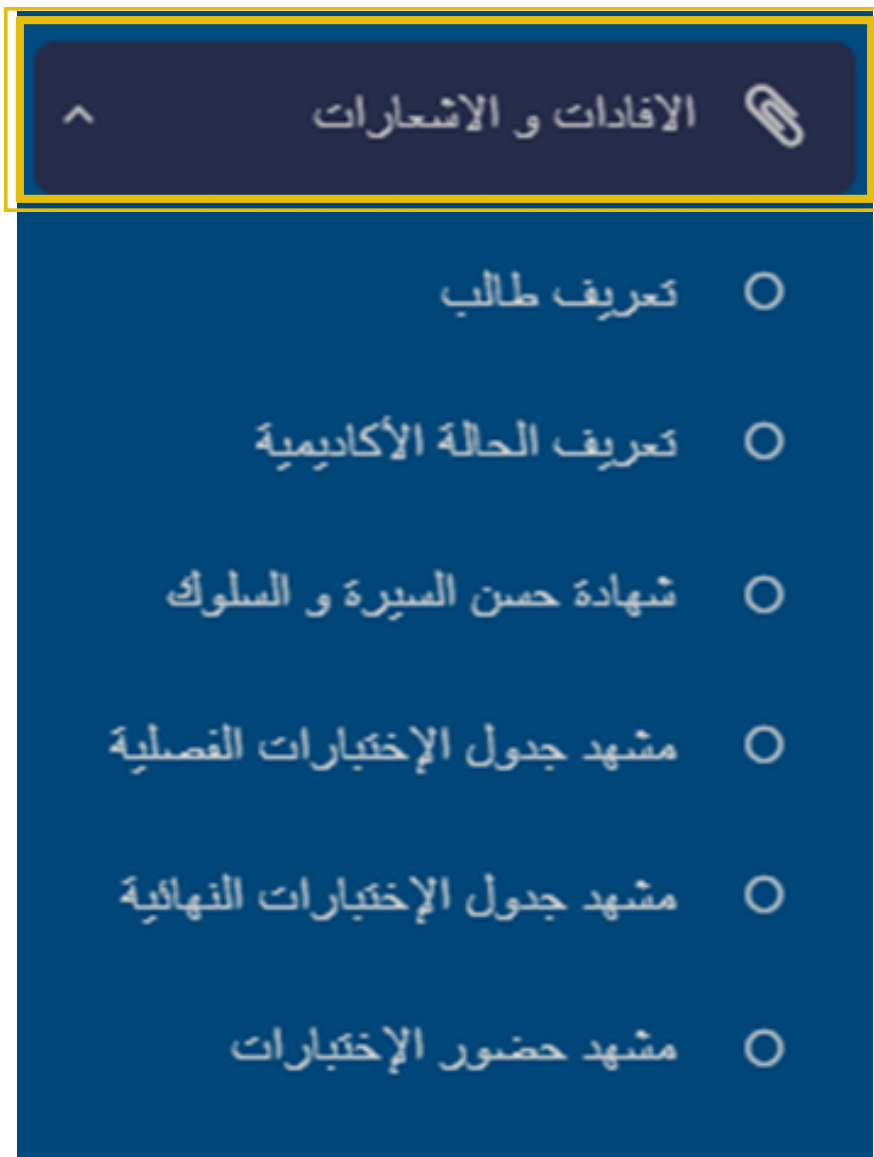 الافادات و الاشعارات
تعريف طالب
تعريف الحالة الأكاديمية
شهادة حسن السيرة و السلوك
مشهد جدول الإختبارات الفصلية
مشهد جدول الإختبارات النهائية
مشهد حضور الإختبارات